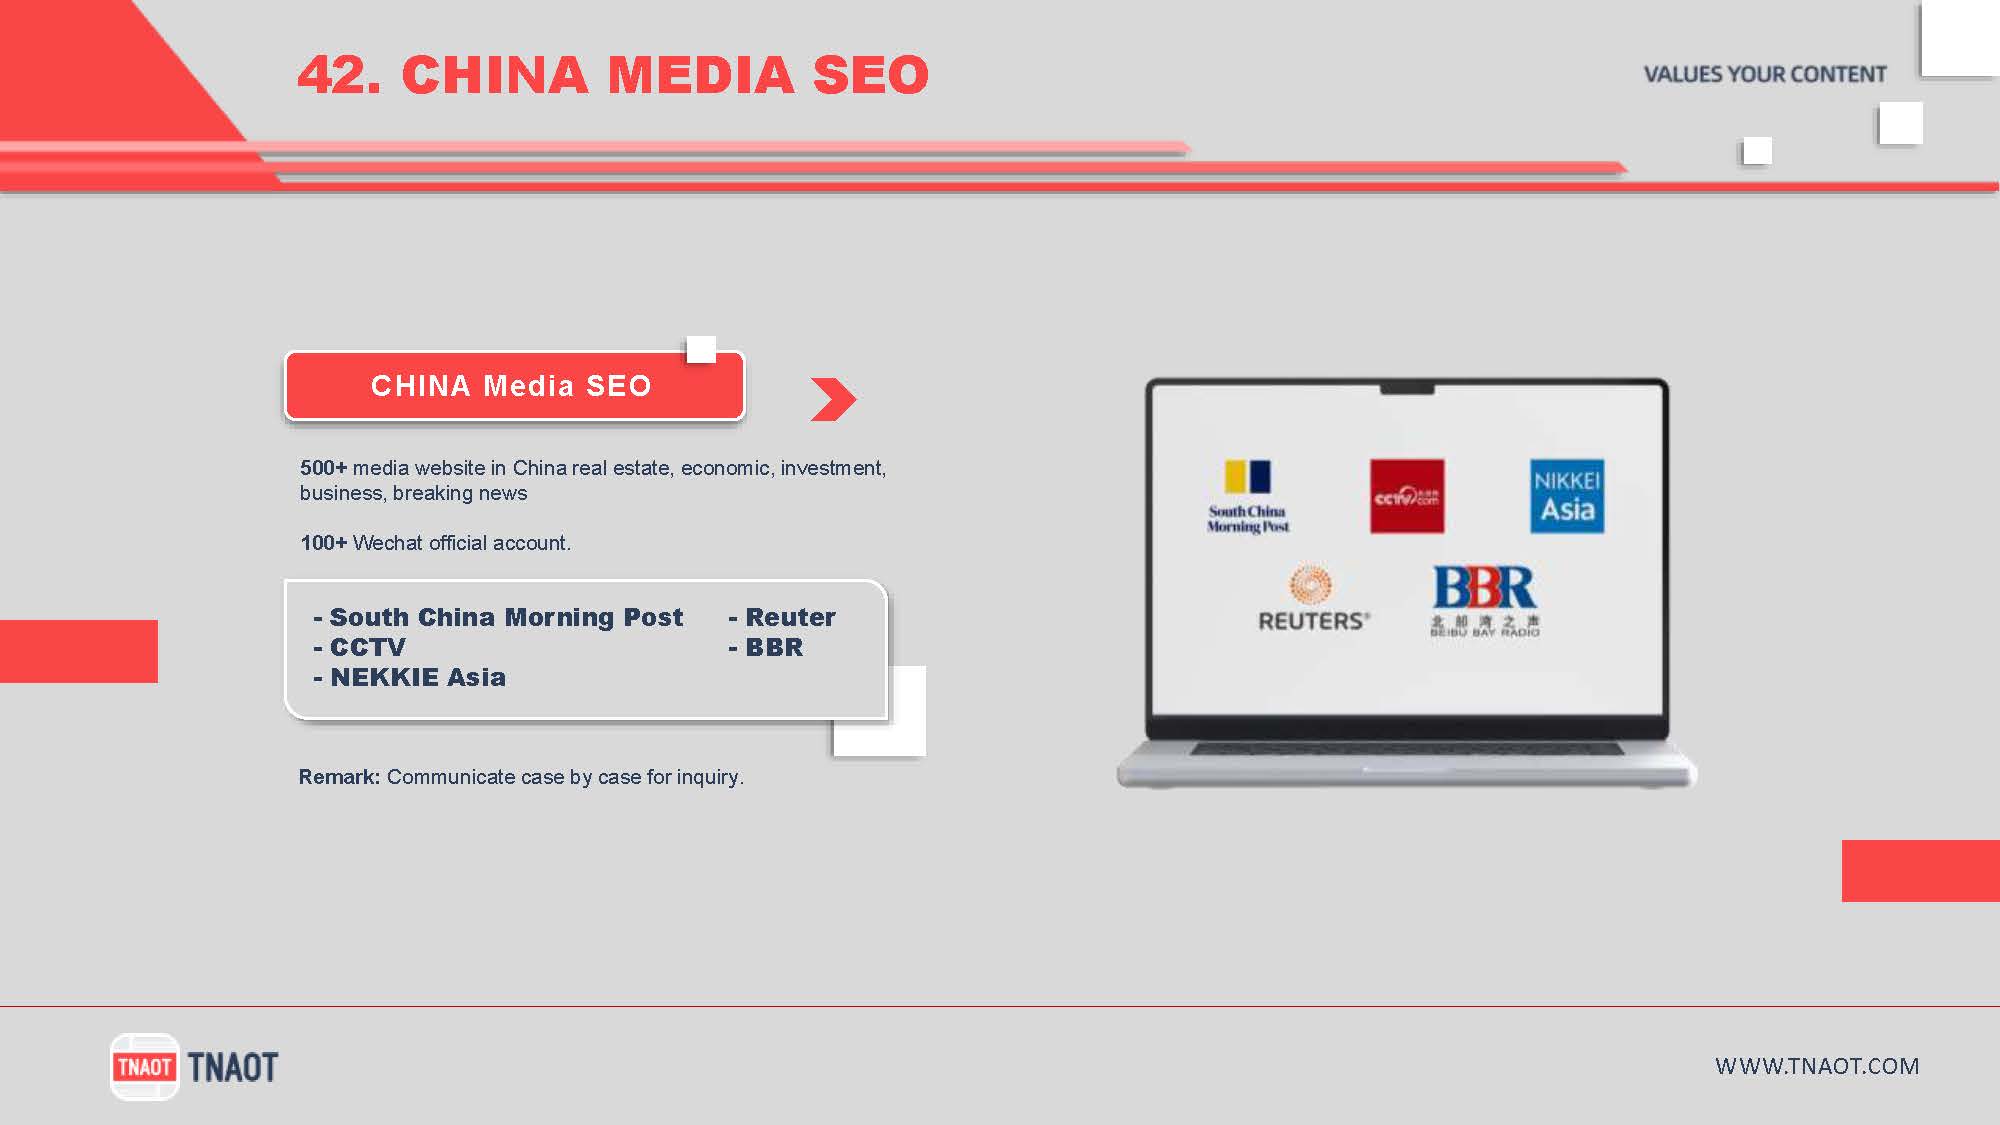 42. CHINA MEDIA SEO
VALUES YOUR CONTENT
CHINA Media SEO
500+ media website in China real estate, economic, investment,
business, breaking news
100+ Wechat official account.
- South China Morning Post
- CCTV
- NEKKIE Asia
- Reuter
- BBR
Remark: Communicate case by case for inquiry.
South China
Morning Post
CCTV
com
NIKKEI
Asia
REUTERS®
BBR
北部湾之声
BEIBU BAY RADIO
TNAOT
TNAOT
WWW.TNAOT.COM